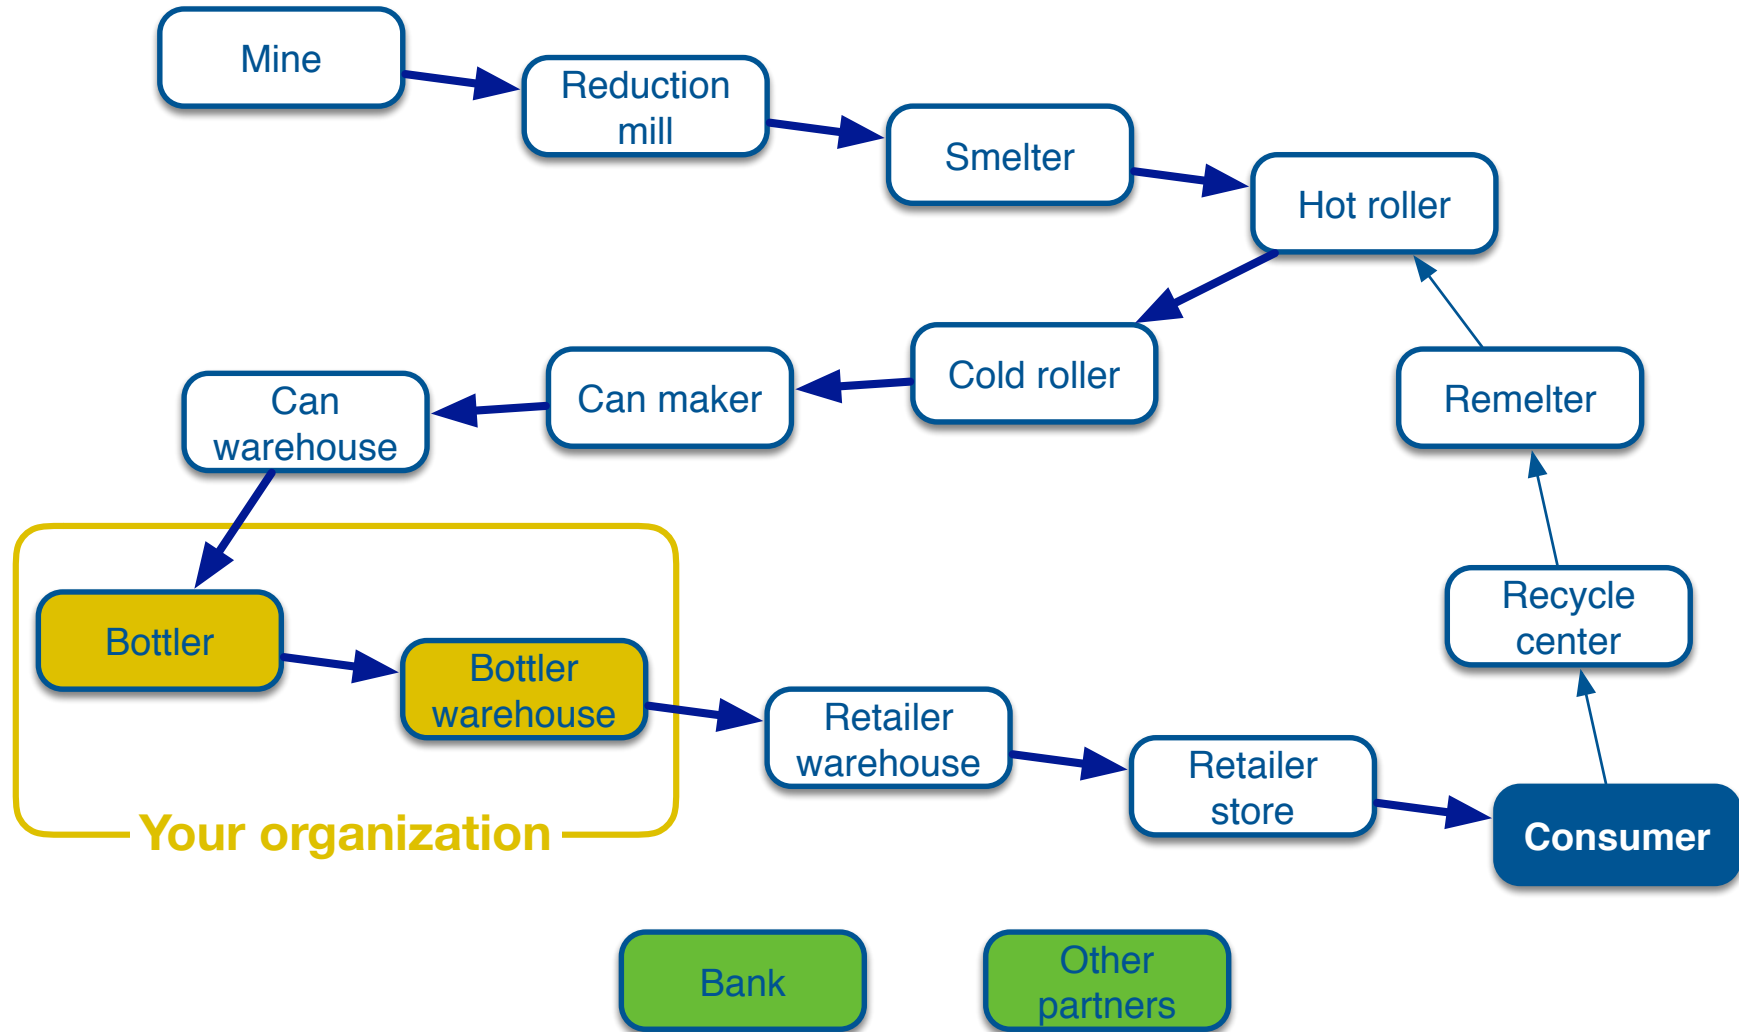 Mine
Reduction
mill
Smelter
Hot roller
Cold roller
Can maker
Can
warehouse
Remelter
Bottler
Bottler
warehouse
Recycle
center
Retailer
warehouse
Retailer
store
Consumer
Your organization
Bank
Other
partners